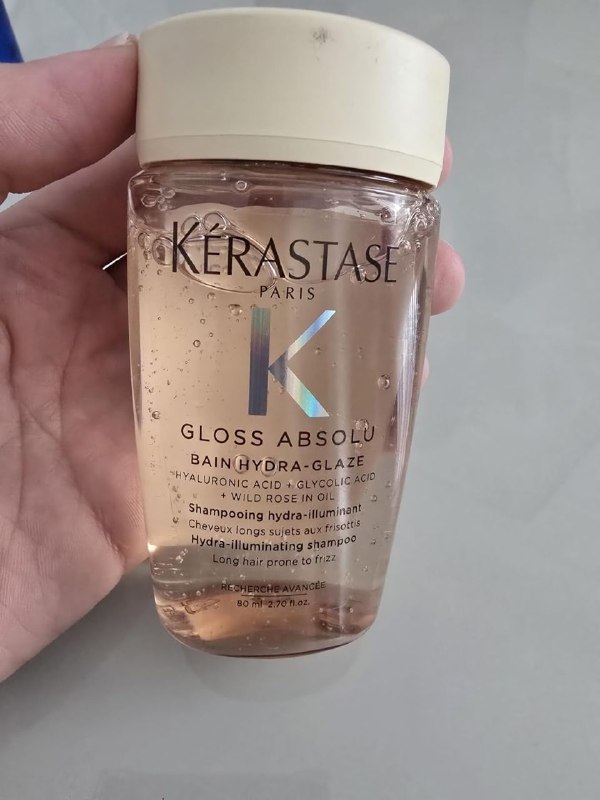 KÉRASTASE
PARIS
K
GLOSS ABSOLU
BAIN HYDRA-GLAZE
HYALURONIC ACID + GLYCOLIC ACID
+ WILD ROSE IN OIL
Shampooing hydra-illuminant
Cheveux longs sujets aux frisottis
Hydra-illuminating shampoo
Long hair prone to frizz
RECHERCHE AVANCÉE
80 ml 2.70 fl.oz.